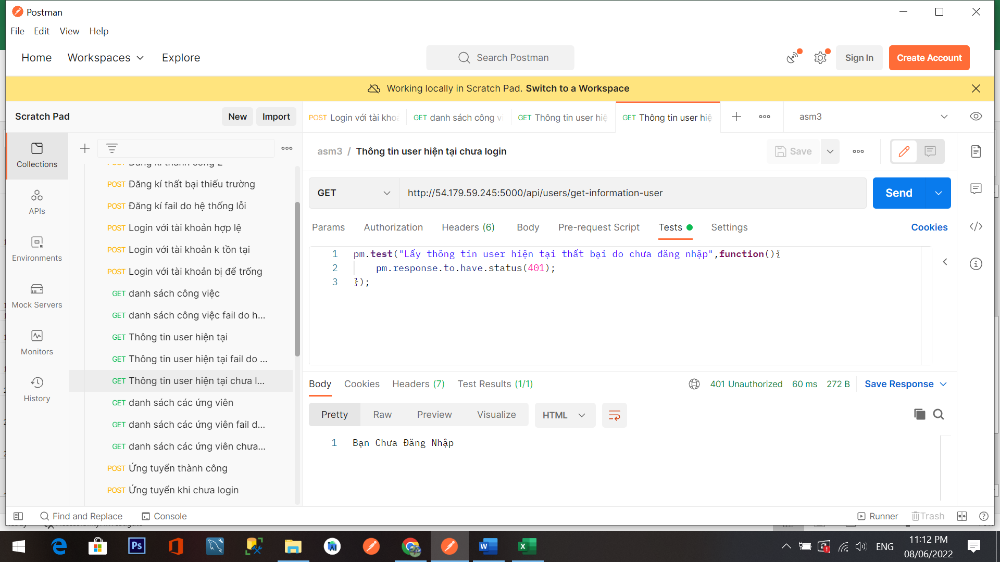 Postman
File Edit View Help
Home Workspaces Explore
Search Postman
Sign In
Create Account
Working locally in Scratch Pad. Switch to a Workspace
Scratch Pad
New
Import
POST Login với tài kho
GET danh sách công v
GET Thông tin user hiệ
GET Thông tin user hiệ
asm3
Collections
APIs
Environments
Mock Servers
Monitors
History
POST Đăng kí thành công 2
POST Đăng kí thất bại thiếu trường
POST Đăng kí fail do hệ thống lỗi
POST Login với tài khoản hợp lệ
POST Login với tài khoản k tồn tại
POST Login với tài khoản bị để trống
GET danh sách công việc
GET danh sách công việc fail do h...
GET Thông tin user hiện tại
GET Thông tin user hiện tại fail do ...
GET Thông tin user hiện tại chưa l...
GET danh sách các ứng viên
GET danh sách các ứng viên fail d...
GET danh sách các ứng viên chưa...
POST Ứng tuyển thành công
POST Ứng tuyển khi chưa login
asm3 / Thông tin user hiện tại chưa login
Save
GET
http://54.179.59.245:5000/api/users/get-information-user
Send
Params Authorization Headers (6) Body Pre-request Script Tests Settings
Cookies
1 pm.test("Lấy thông tin user hiện tại thất bại do chưa đăng nhập",function(){
2 pm.response.to.have.status(401);
3 });
Body Cookies Headers (7) Test Results (1/1)
401 Unauthorized 60 ms 272 B
Save Response
Pretty Raw Preview Visualize
HTML
1 Bạn Chưa Đăng Nhập
Find and Replace
Console
Runner
Trash
Ps
ENG
11:12 PM
08/06/2022